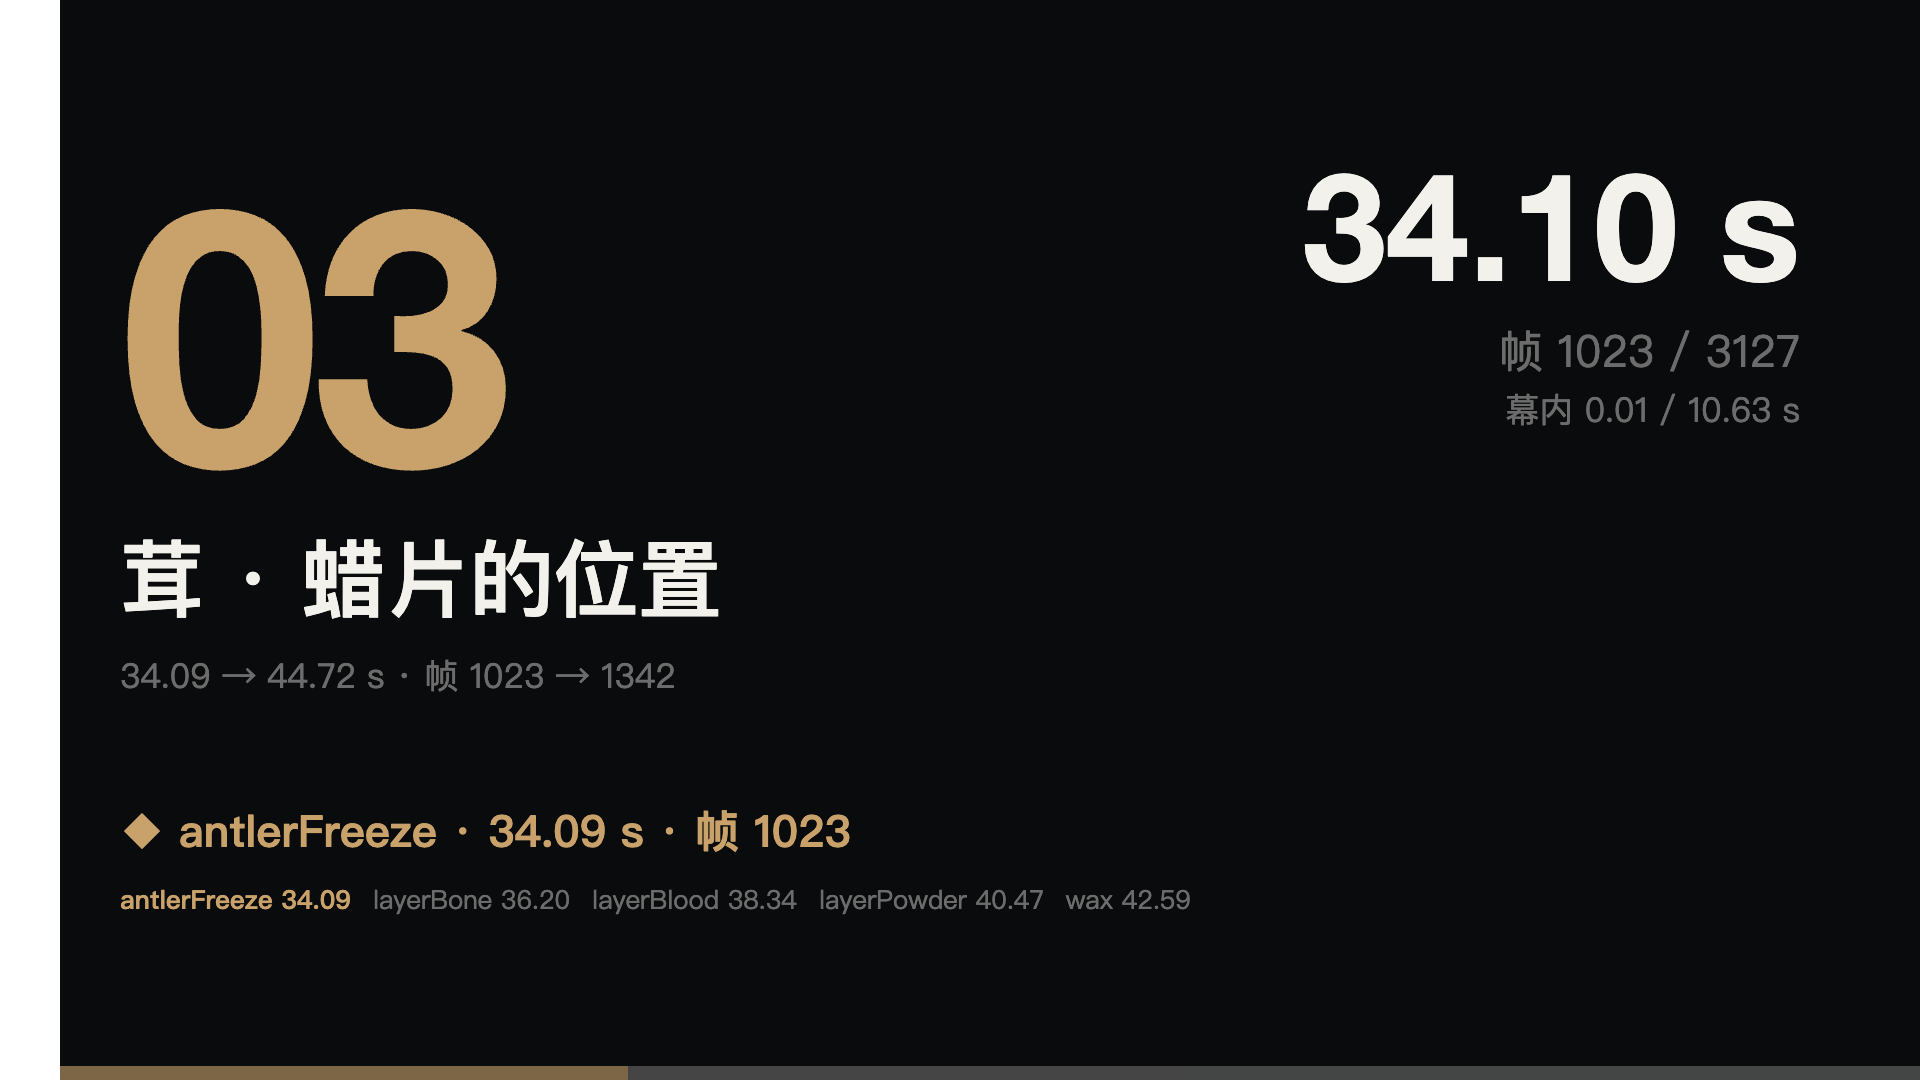 03
34.10 s
帧 1023 / 3127
幕内 0.01 / 10.63 s
茸 · 蜡片的位置
34.09 → 44.72 s · 帧 1023 → 1342
◆ antlerFreeze · 34.09 s · 帧 1023
antlerFreeze 34.09 layerBone 36.20 layerBlood 38.34 layerPowder 40.47 wax 42.59